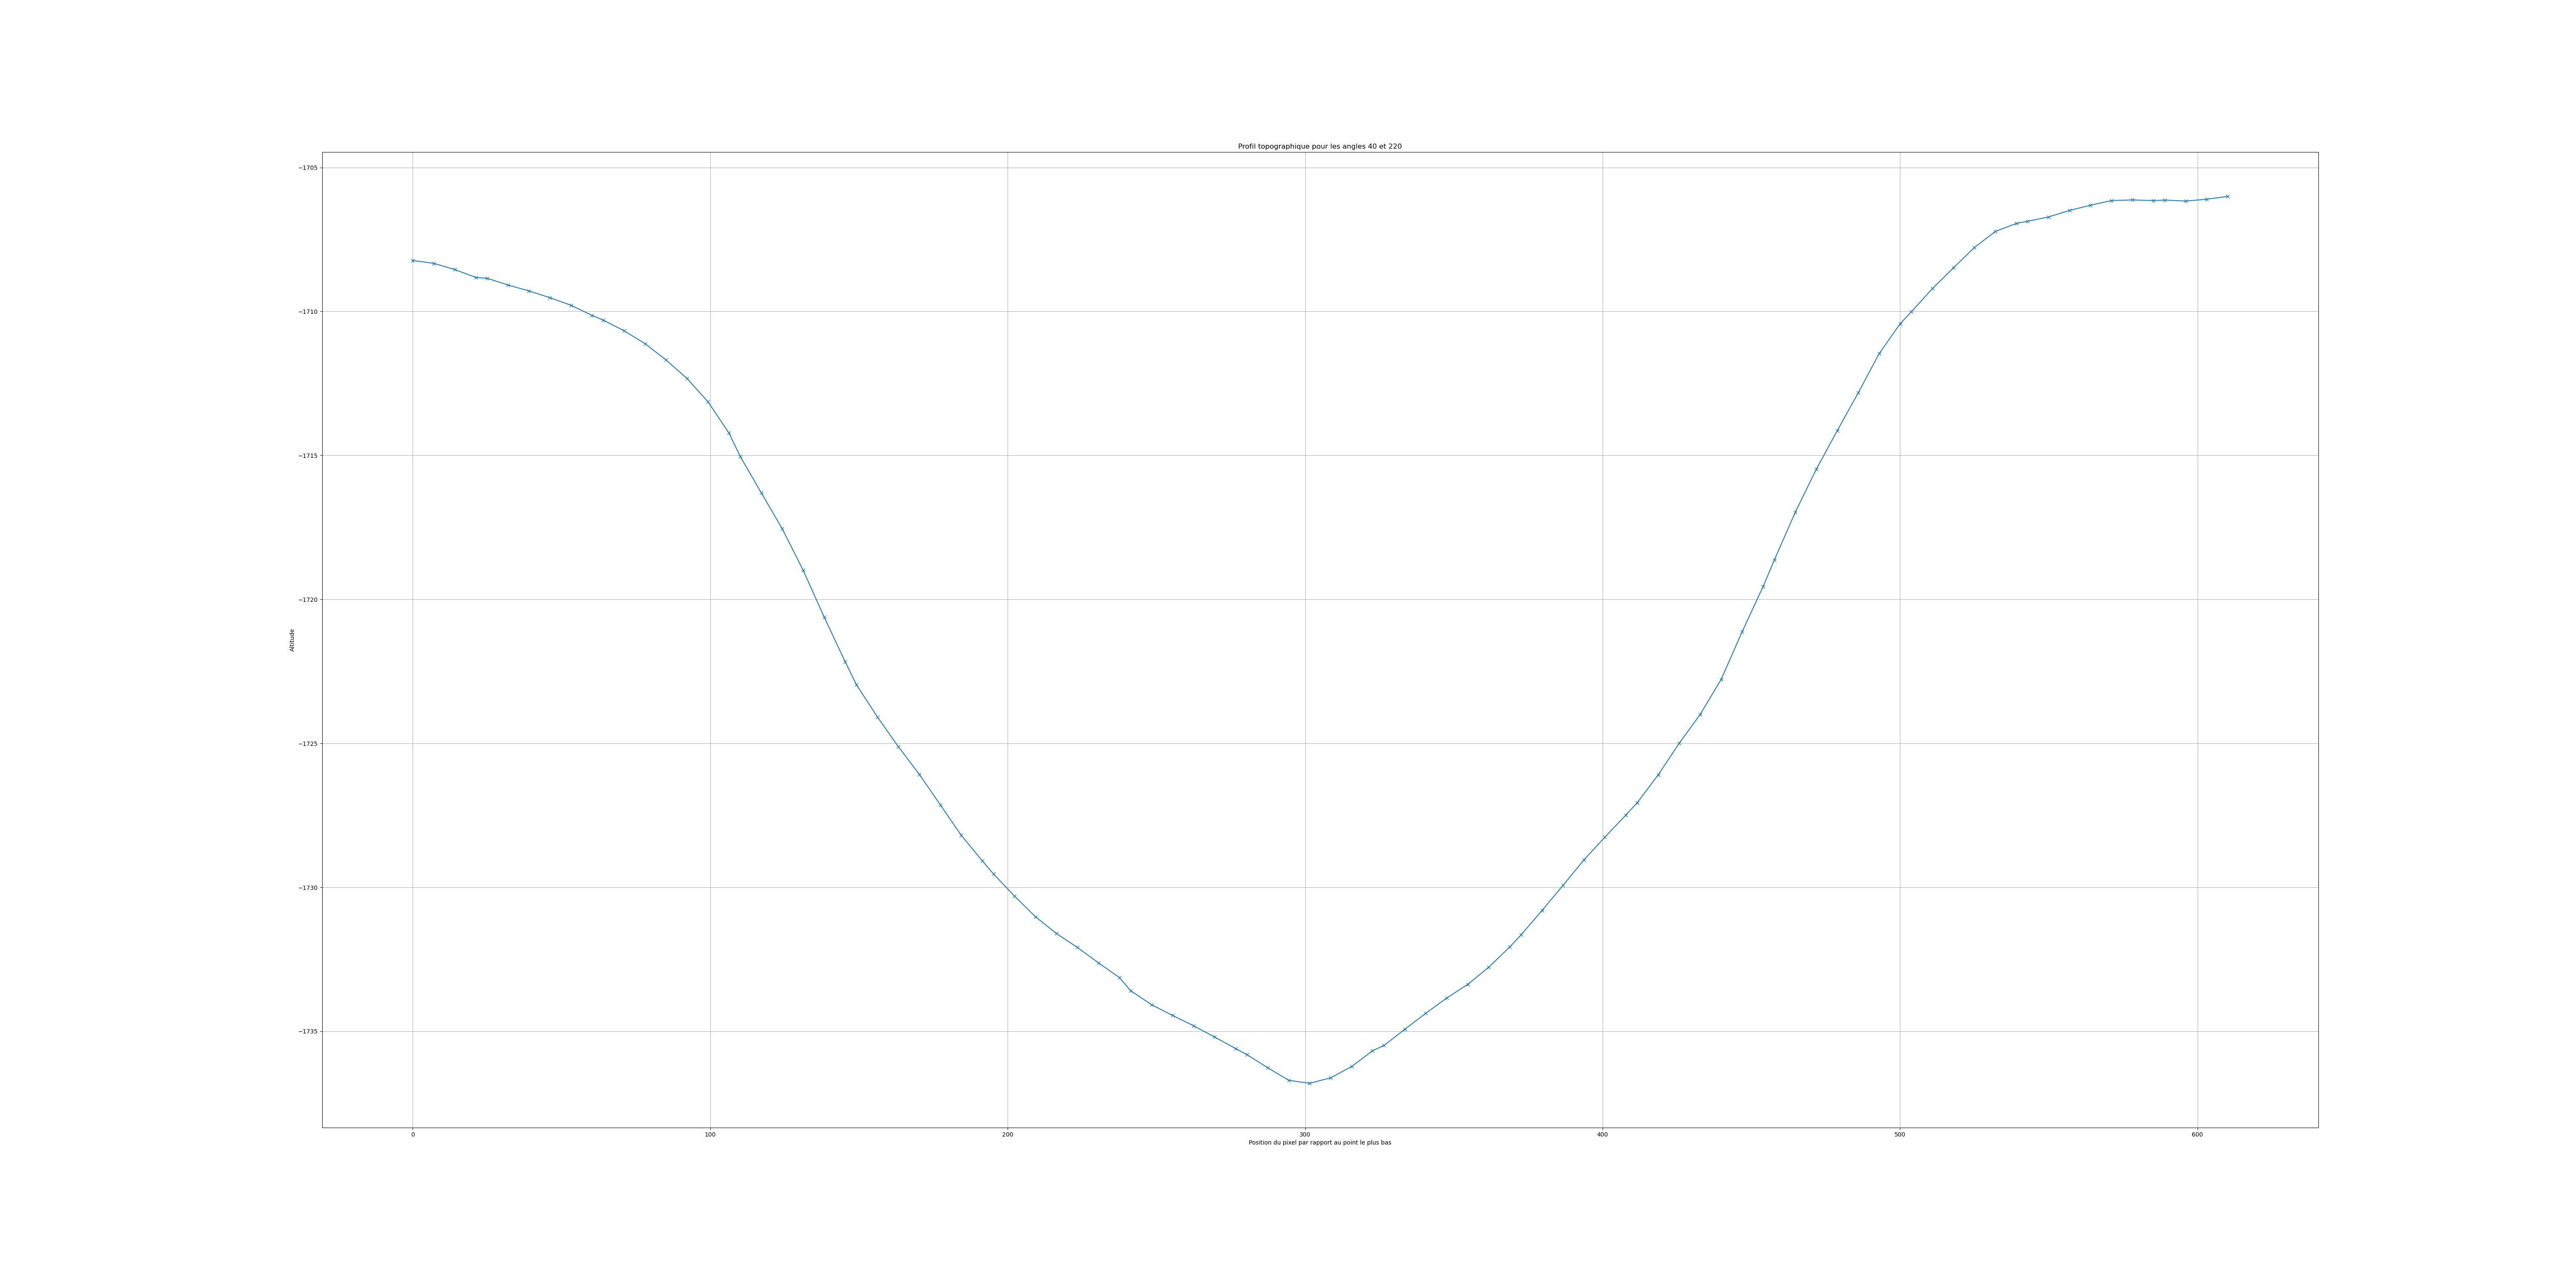 Profil topographique pour les angles 40 et 220
−1705
−1710
−1715
−1720
−1725
−1730
−1735
Altitude
0 100 200 300 400 500 600
Position du pixel par rapport au point le plus bas